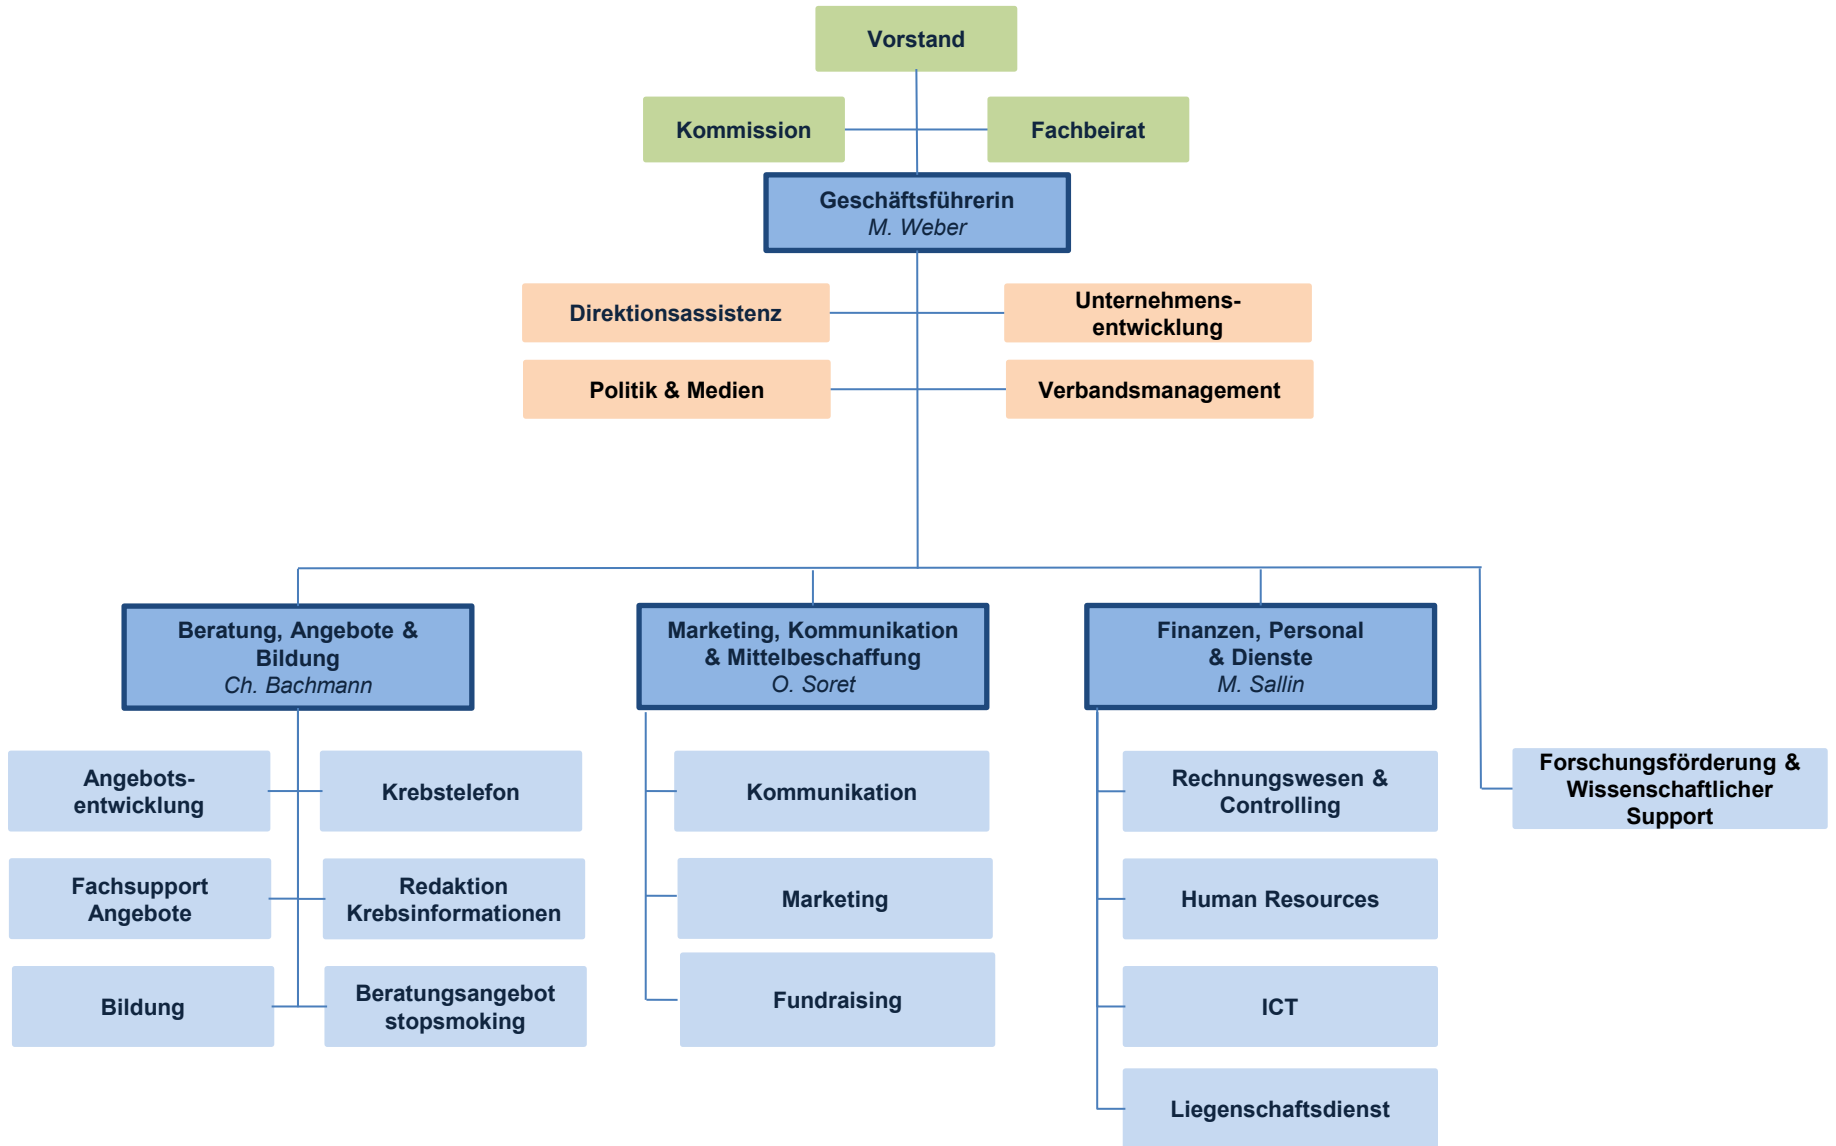 Vorstand
Kommission
Fachbeirat
Geschäftsführerin
M. Weber
Direktionsassistenz
Unternehmens-
entwicklung
Politik & Medien
Verbandsmanagement
Beratung, Angebote &
Bildung
Ch. Bachmann
Marketing, Kommunikation
& Mittelbeschaffung
O. Soret
Finanzen, Personal
& Dienste
M. Sallin
Angebots-
entwicklung
Krebstelefon
Kommunikation
Rechnungswesen &
Controlling
Forschungsförderung &
Wissenschaftlicher
Support
Fachsupport
Angebote
Redaktion
Krebsinformationen
Marketing
Human Resources
Bildung
Beratungsangebot
stopsmoking
Fundraising
ICT
Liegenschaftsdienst